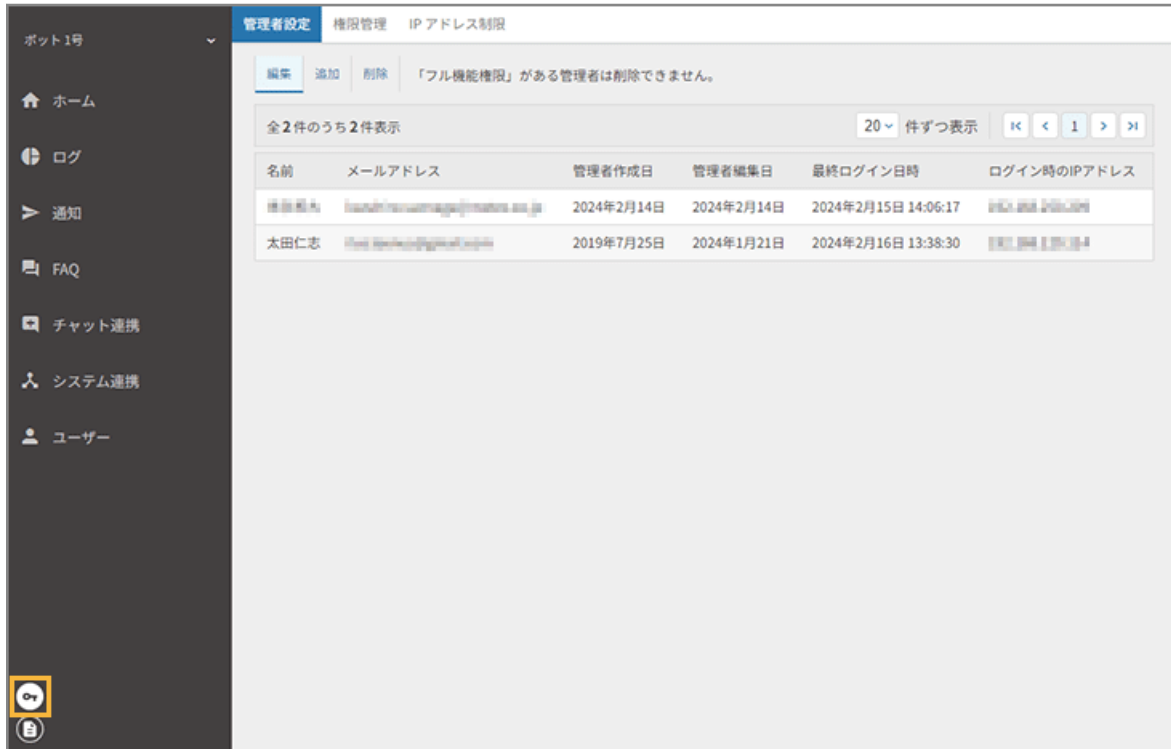 ボット1号
ホーム
ログ
通知
FAQ
チャット連携
システム連携
ユーザー
管理者設定 権限管理 IP アドレス制限
編集 追加 削除 「フル機能権限」がある管理者は削除できません。
全2件のうち2件表示 20 件ずつ表示 1
名前 メールアドレス 管理者作成日 管理者編集日 最終ログイン日時 ログイン時のIPアドレス
2024年2月14日 2024年2月14日 2024年2月15日 14:06:17
太田仁志 2019年7月25日 2024年1月21日 2024年2月16日 13:38:30